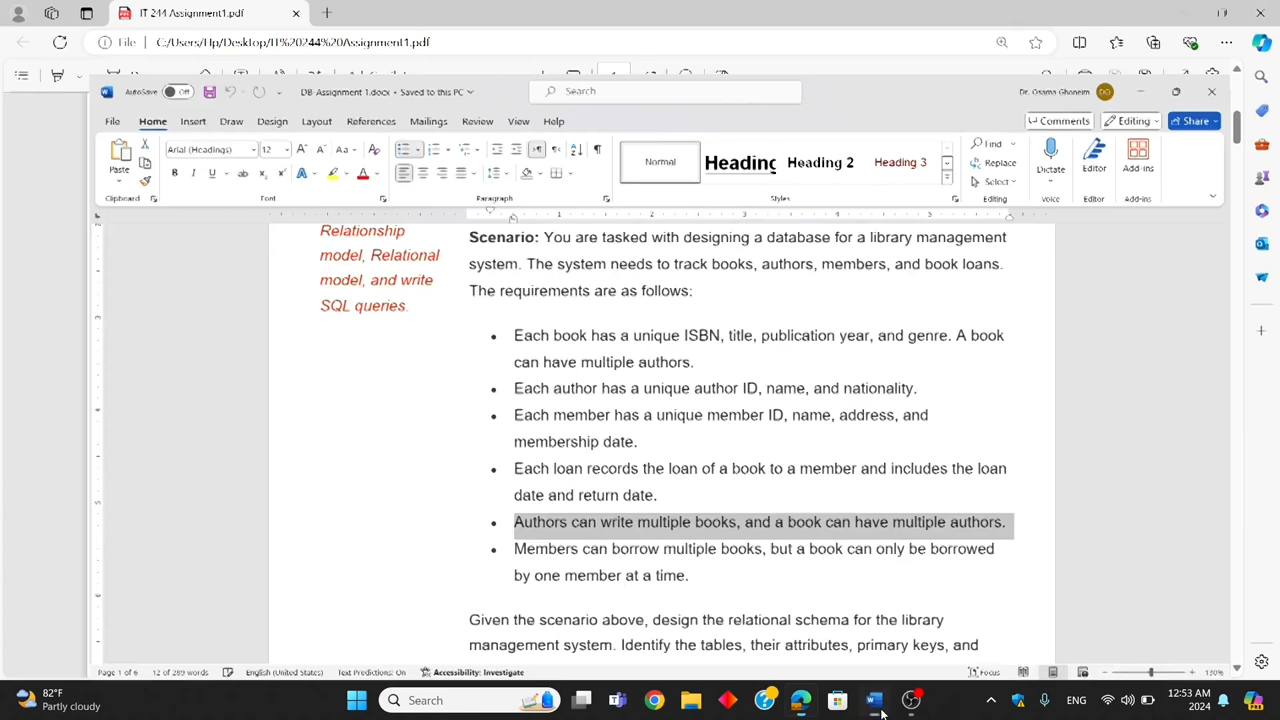 IT 244 Assignment1.pdf
File
C:/Users/Hp/Desktop/IT%20244%20Assignment1.pdf
AutoSave Off DB-Assignment 1.docx - Saved to this PC Search Dr. Osama Ghoneim DG
File Home Insert Draw Design Layout References Mailings Review View Help Comments Editing Share
Paste Arial (Headings) 12 Normal Heading Heading 2 Heading 3 Find Replace Select Dictate Editor Add-ins
Clipboard Font Paragraph Styles Editing Voice Editor Add-ins
Relationship
model, Relational
model, and write
SQL queries.
Scenario: You are tasked with designing a database for a library management
system. The system needs to track books, authors, members, and book loans.
The requirements are as follows:
• Each book has a unique ISBN, title, publication year, and genre. A book
can have multiple authors.
• Each author has a unique author ID, name, and nationality.
• Each member has a unique member ID, name, address, and
membership date.
• Each loan records the loan of a book to a member and includes the loan
date and return date.
• Authors can write multiple books, and a book can have multiple authors.
• Members can borrow multiple books, but a book can only be borrowed
by one member at a time.
Given the scenario above, design the relational schema for the library
management system. Identify the tables, their attributes, primary keys, and
Page 1 of 6 12 of 289 words English (United States) Text Predictions: On Accessibility: Investigate Focus 130%
82°F
Partly cloudy
Search
ENG
12:53 AM
7/24/2024